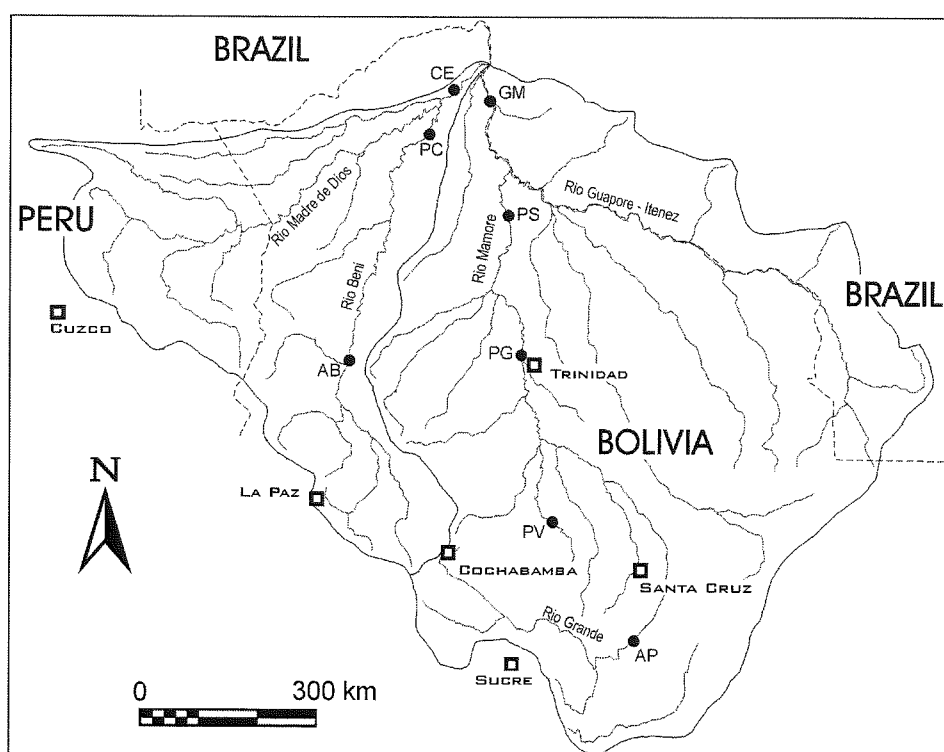 BRAZIL
CE
GM
PC
Rio Madre de Dios
Rio Guapore - Itenez
PERU
PS
Rio Mamore
Rio Beni
BRAZIL
CUZCO
PG
AB
TRINIDAD
BOLIVIA
N
LA PAZ
PV
COCHABAMBA
SANTA CRUZ
Rio Grande
AP
SUCRE
0 300 km